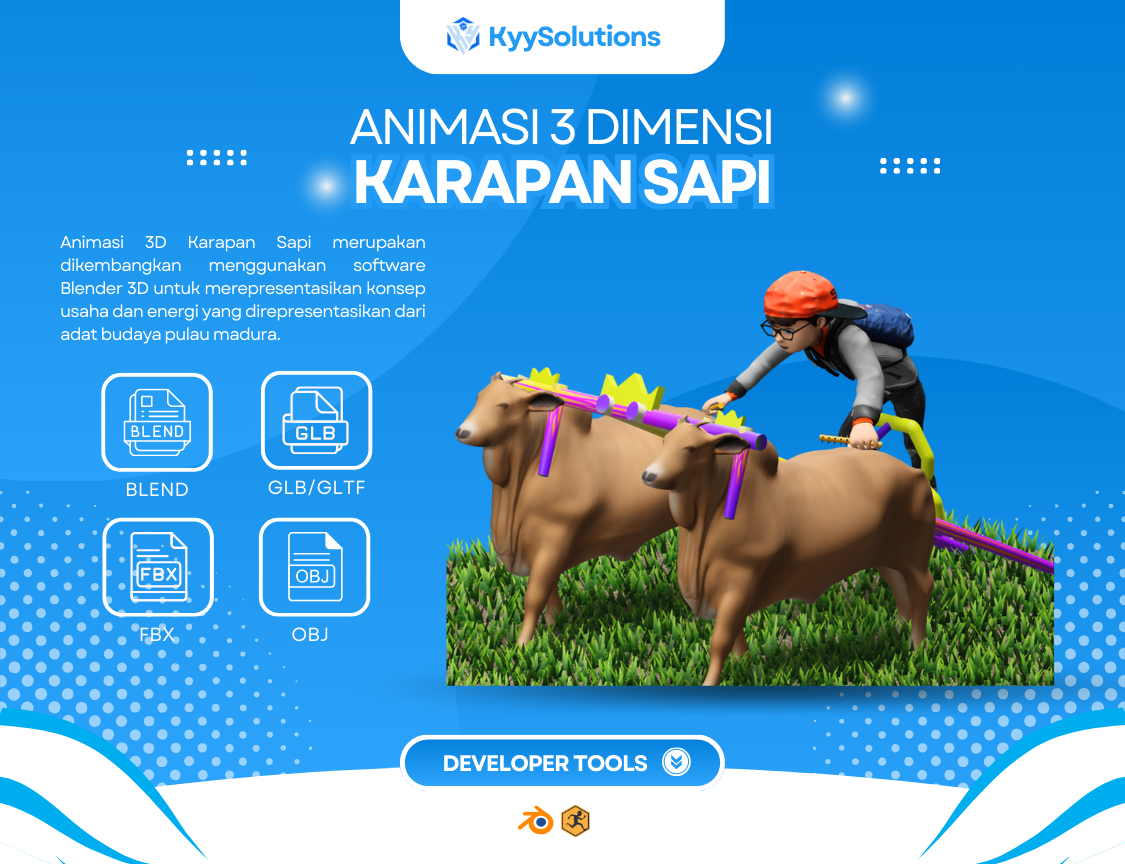 KyySolutions
ANIMASI 3 DIMENSI
KARAPAN SAPI
Animasi 3D Karapan Sapi merupakan
dikembangkan menggunakan software
Blender 3D untuk merepresentasikan konsep
usaha dan energi yang direpresentasikan dari
adat budaya pulau madura.
BLEND
GLB
BLEND
GLB/GLTF
FBX
OBJ
FBX
OBJ
DEVELOPER TOOLS